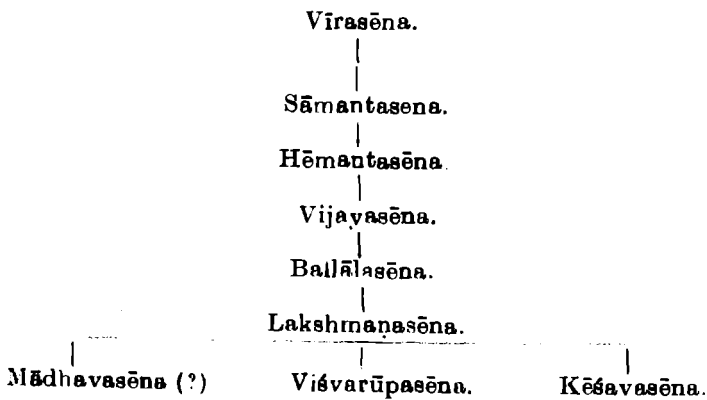 Vīrasēna.
Sāmantasena.
Hēmantasēna
Vijayasēna.
Ballālasēna.
Lakshmaṇasēna.
Mādhavasēna (?) Viśvarūpasēna. Kēśavasēna.